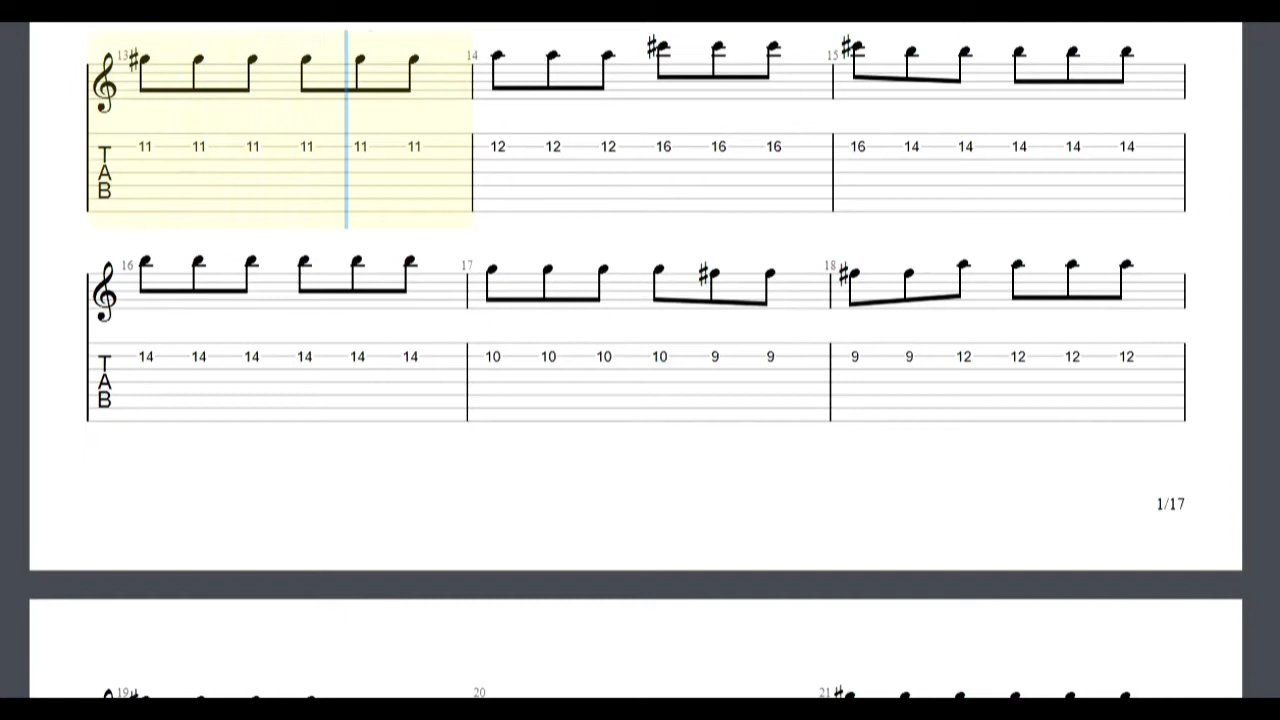 13 14 15
T A B 11 11 11 11 11 11 12 12 12 16 16 16 16 14 14 14 14 14
16 17 18
T A B 14 14 14 14 14 14 10 10 10 10 9 9 9 9 12 12 12 12
1/17
19 20 21